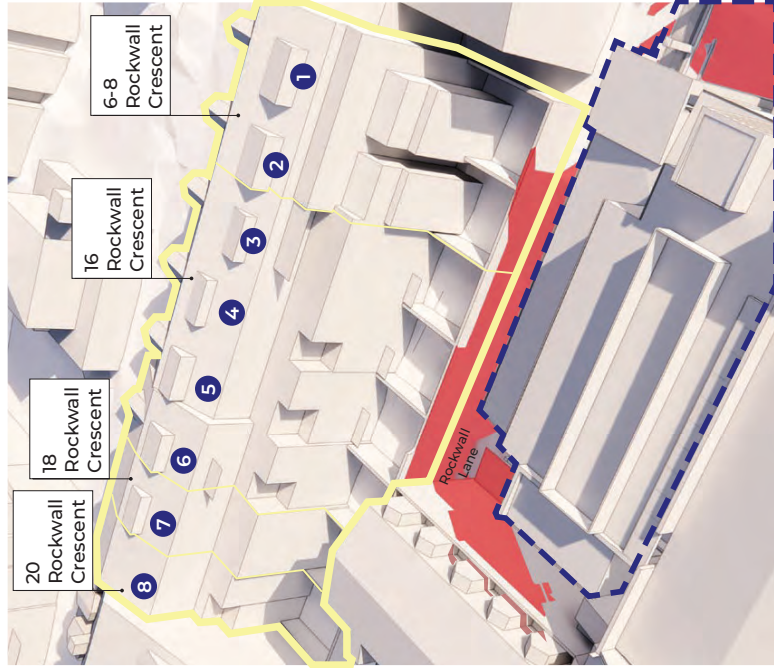 20
Rockwall
Crescent
18
Rockwall
Crescent
16
Rockwall
Crescent
6-8
Rockwall
Crescent
8
7
6
5
4
3
2
1
Rockwall
Lane